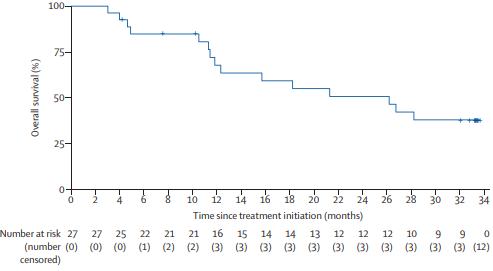 100
75
50
25
0
Overall survival (%)
0 2 4 6 8 10 12 14 16 18 20 22 24 26 28 30 32 34
Time since treatment initiation (months)
Number at risk 27 27 25 22 21 21 16 15 14 14 13 12 12 12 10 9 9 0
(number (0) (0) (0) (1) (2) (2) (3) (3) (3) (3) (3) (3) (3) (3) (3) (3) (3) (12)
censored)